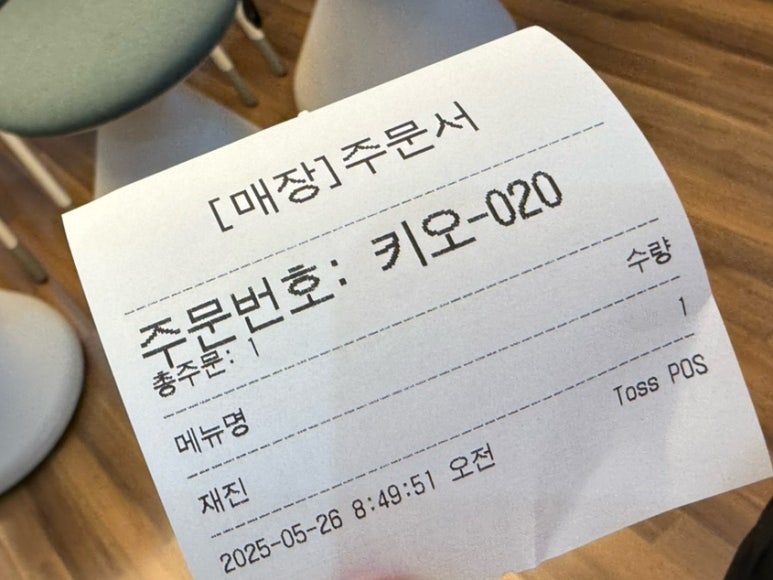 [매장]주문서
주문번호: 키오-020
총주문: 1
메뉴명 수량
재진 1
2025-05-26 8:49:51 오전 Toss POS